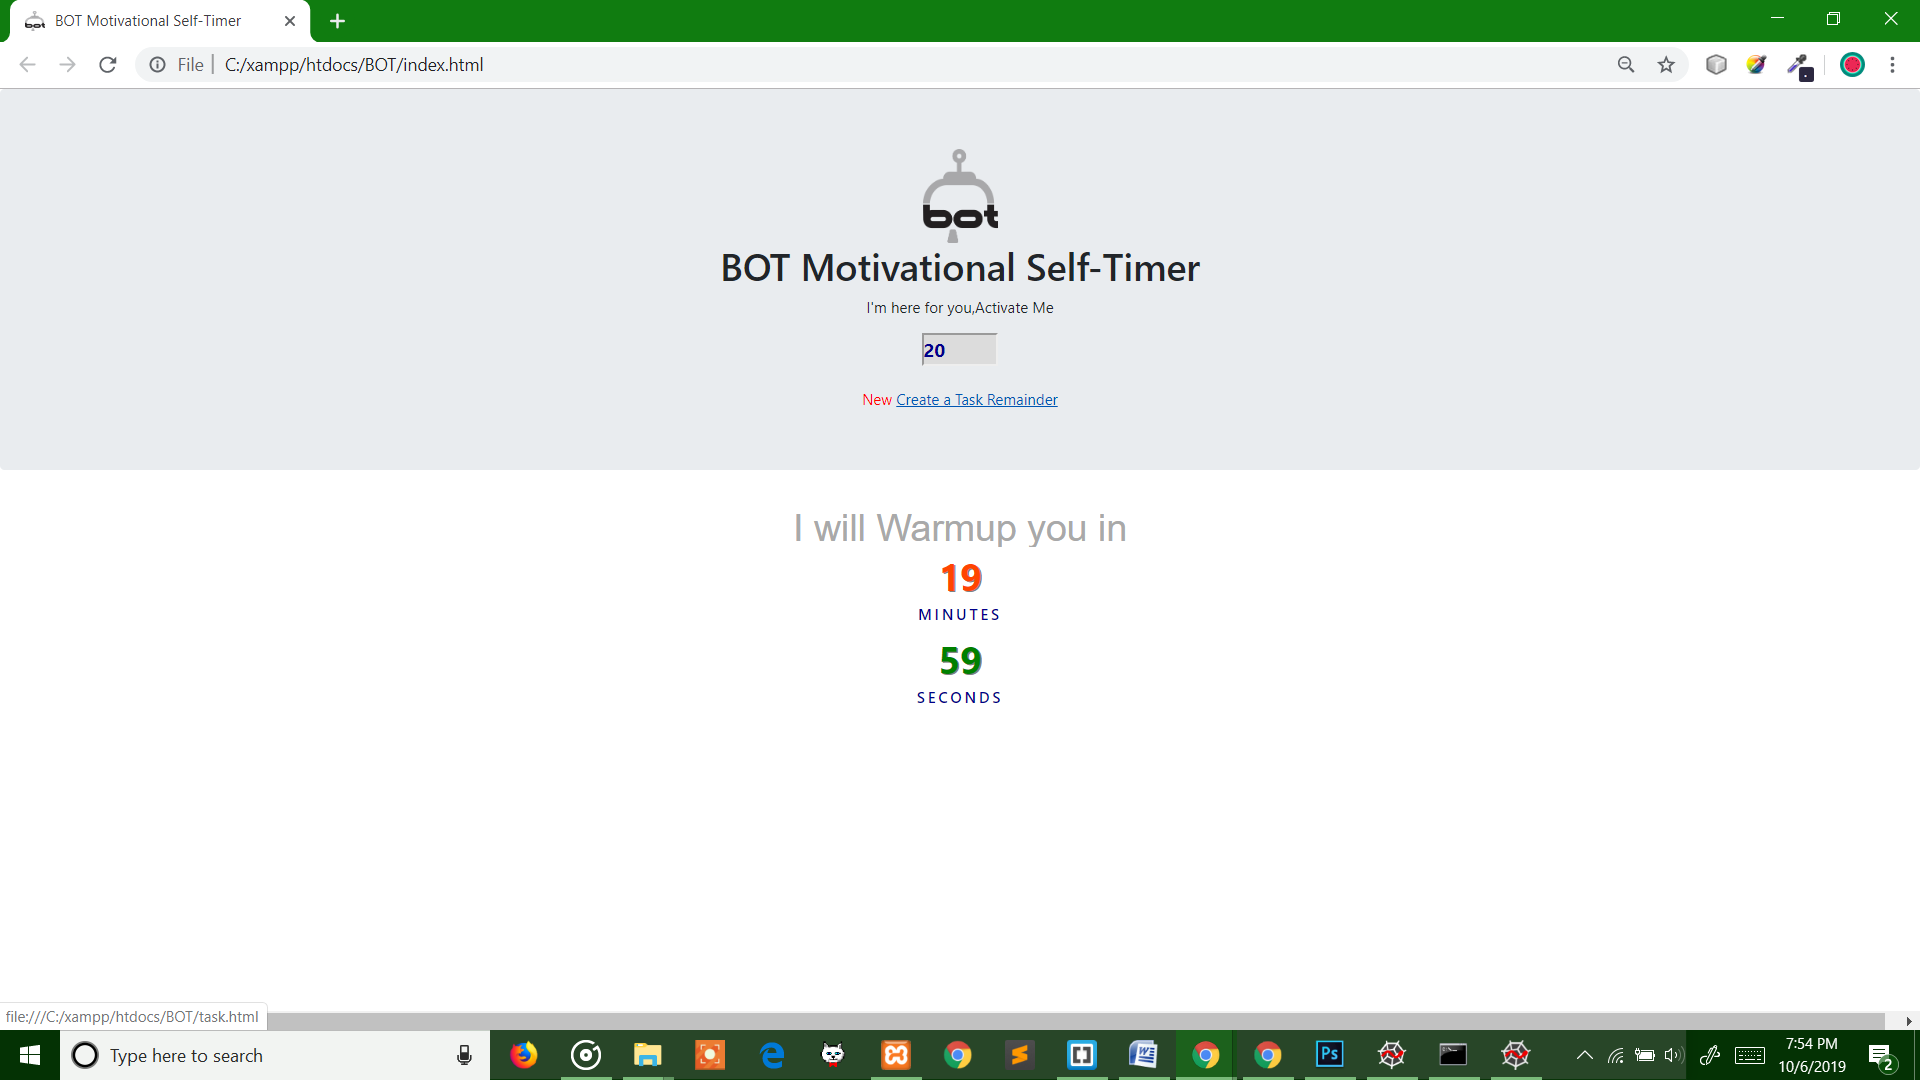 BOT Motivational Self-Timer
File
C:/xampp/htdocs/BOT/index.html
bot
BOT Motivational Self-Timer
I'm here for you,Activate Me
20
New Create a Task Remainder
I will Warmup you in
19
MINUTES
59
SECONDS
file:///C:/xampp/htdocs/BOT/task.html
Type here to search
Ps
7:54 PM
10/6/2019
2